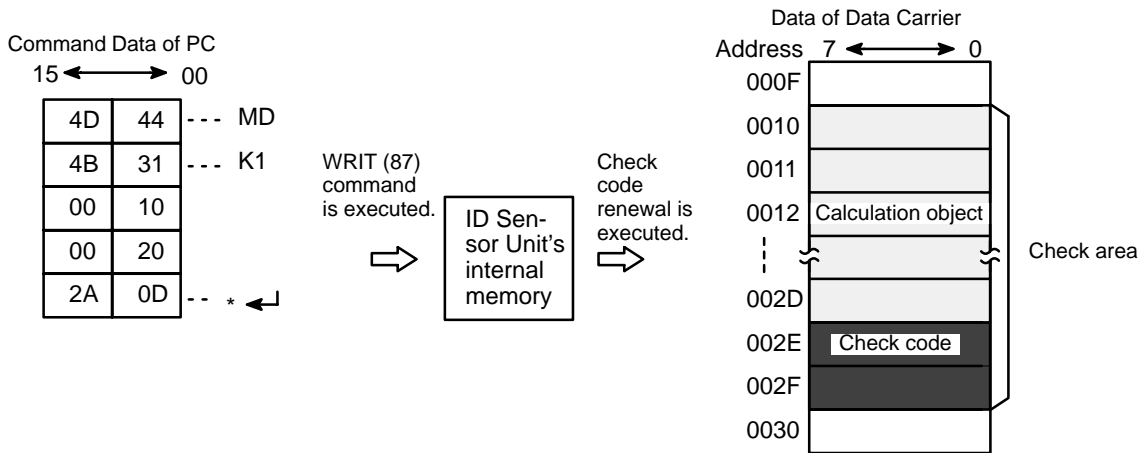 Data of Data Carrier
Command Data of PC
Address 7 0
15 00
000F
4D 44 --- MD
0010
4B 31 --- K1
WRIT (87)
command
is executed.
Check
code
renewal is
executed.
0011
00 10
ID Sen-
sor Unit's
internal
memory
0012 Calculation object
00 20
Check area
2A 0D -- *
002D
002E Check code
002F
0030